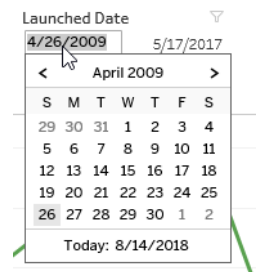 Launched Date
4/26/2009 5/17/2017
< April 2009 >
S M T W T F S
29 30 31 1 2 3 4
5 6 7 8 9 10 11
12 13 14 15 16 17 18
19 20 21 22 23 24 25
26 27 28 29 30 1 2
Today: 8/14/2018